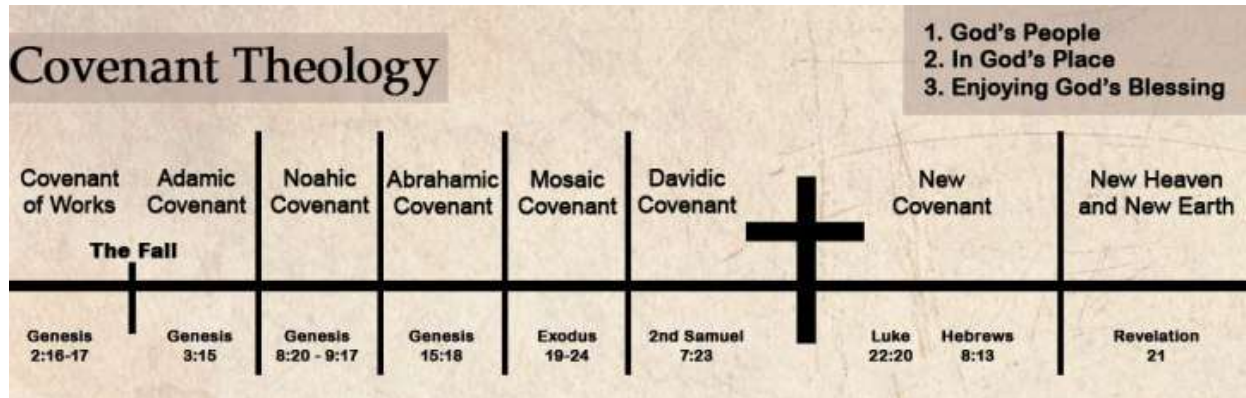 Covenant Theology
1. God's People
2. In God's Place
3. Enjoying God's Blessing
Covenant
of Works
Adamic
Covenant
Noahic
Covenant
Abrahamic
Covenant
Mosaic
Covenant
Davidic
Covenant
New
Covenant
New Heaven
and New Earth
The Fall
Genesis
2:16-17
Genesis
3:15
Genesis
8:20 - 9:17
Genesis
15:18
Exodus
19-24
2nd Samuel
7:23
Luke
22:20
Hebrews
8:13
Revelation
21